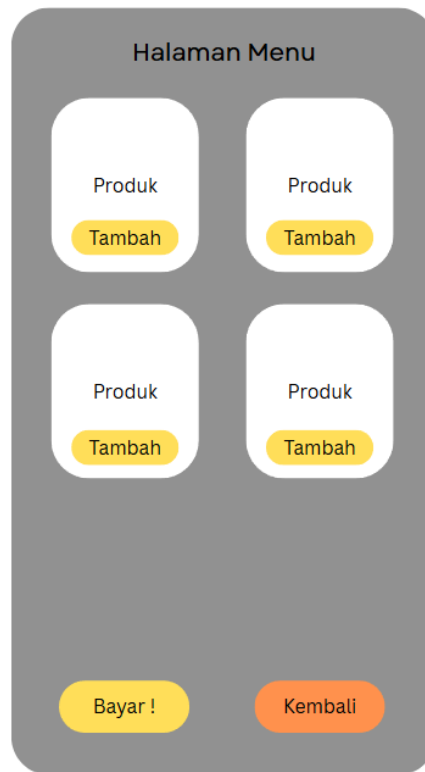 Halaman Menu
Produk
Tambah
Produk
Tambah
Produk
Tambah
Produk
Tambah
Bayar !
Kembali